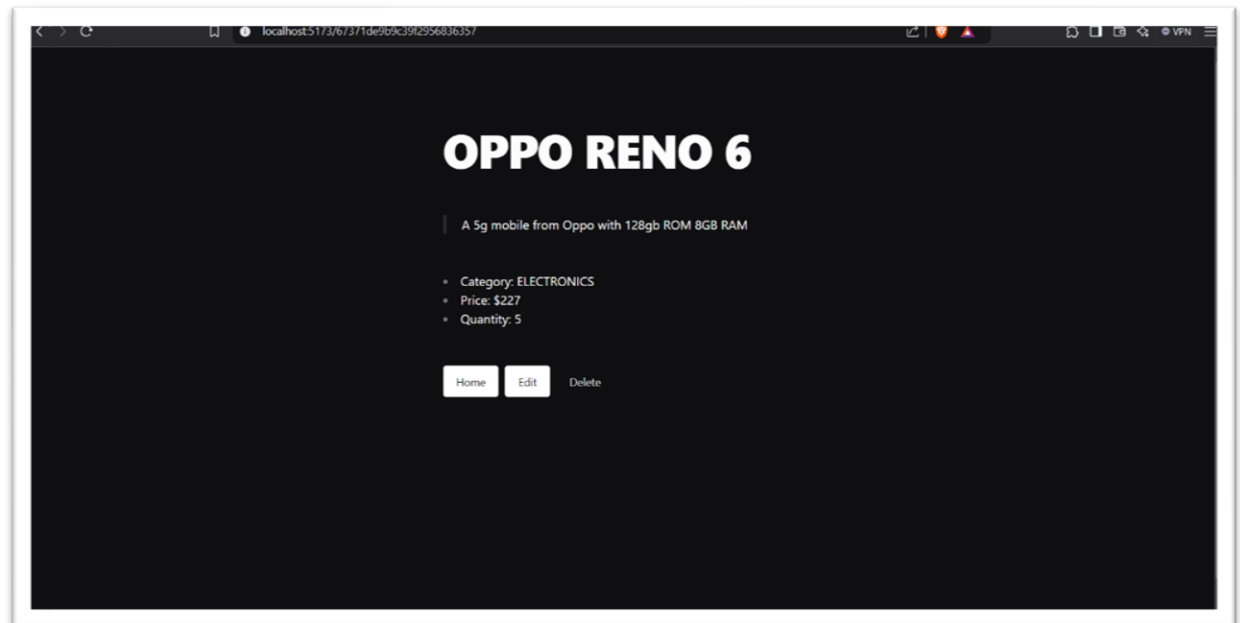 localhost:5173/67371de9b9c39f2956836357
VPN
OPPO RENO 6
A 5g mobile from Oppo with 128gb ROM 8GB RAM
Category: ELECTRONICS
Price: $227
Quantity: 5
Home Edit Delete